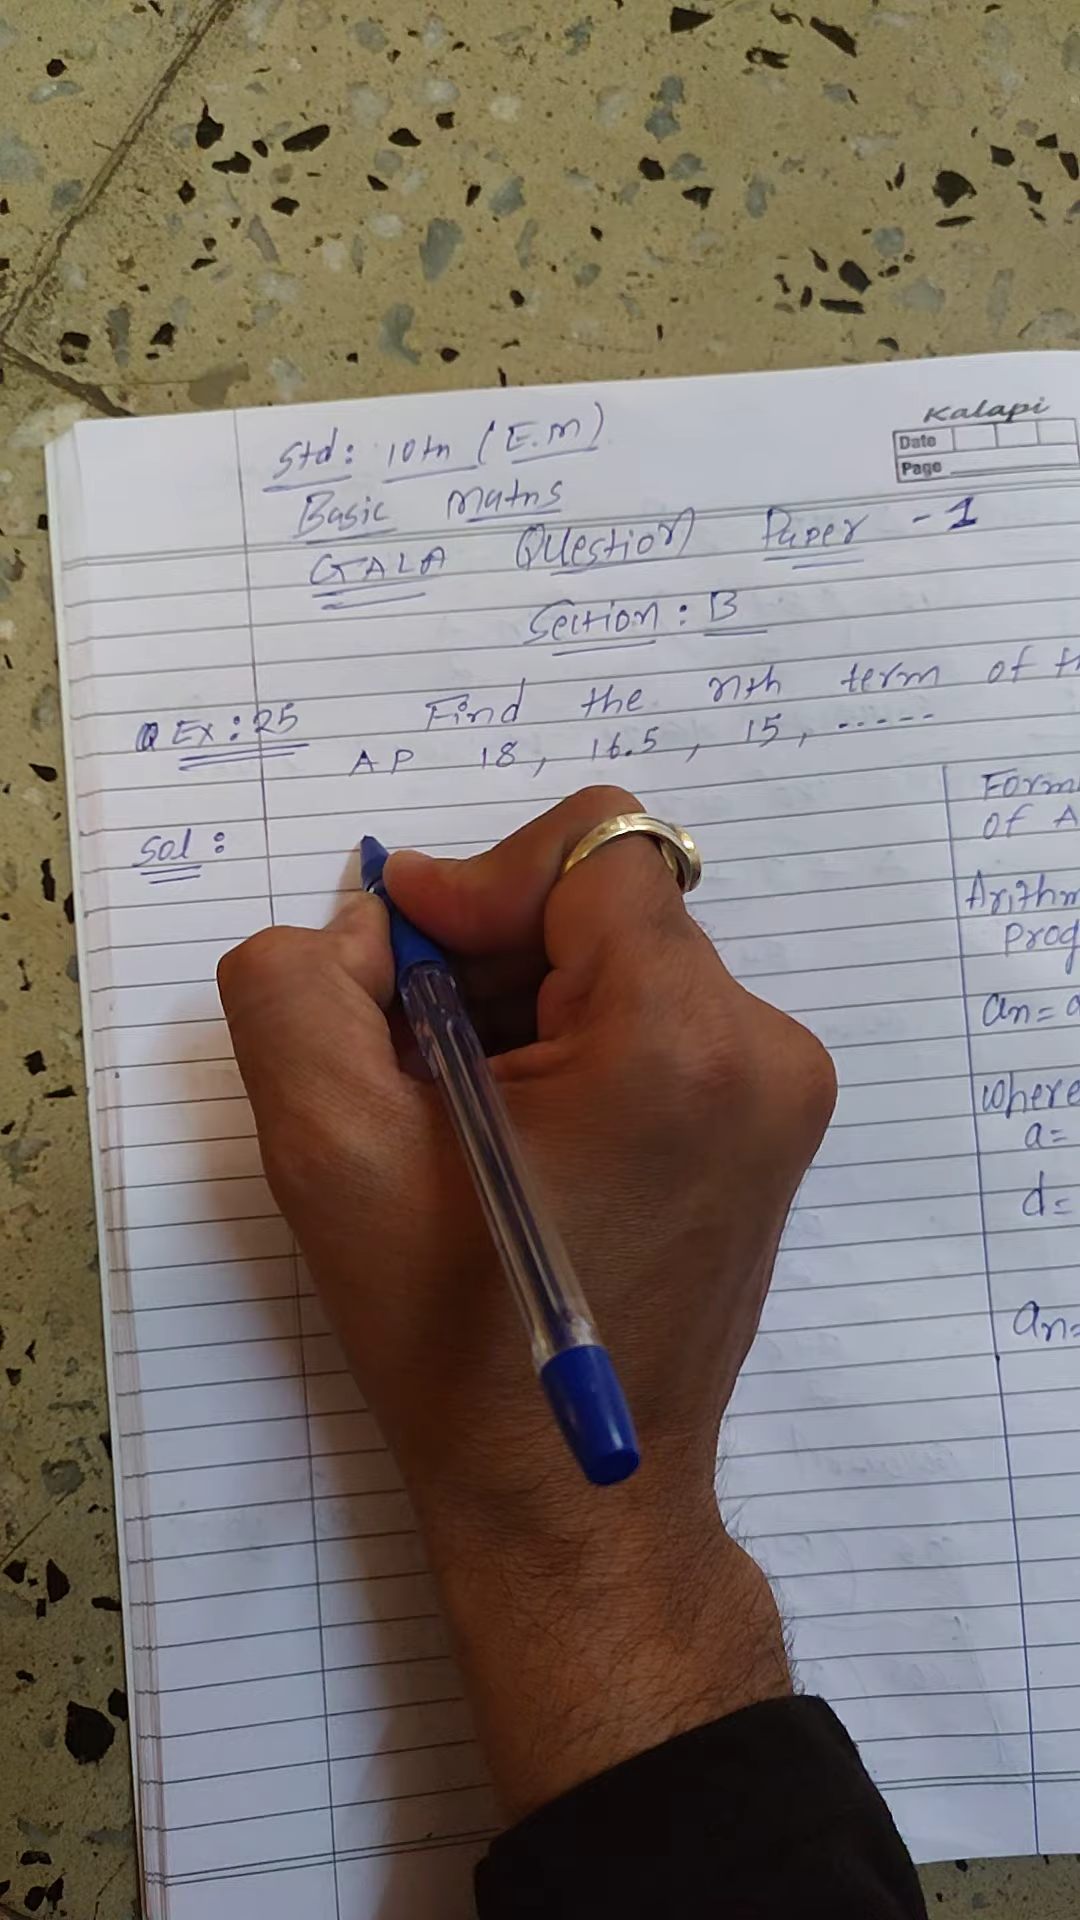 Kalapi
Date
Page
Std: 10th (E.M)
Basic Maths
GALA Question Paper - 1
Section : B
Q Ex: 25 Find the nth term of th
AP 18, 16.5, 15, .....
Sol :
Form
of A
Arithm
Prog
an= a
where
a=
d=
an=